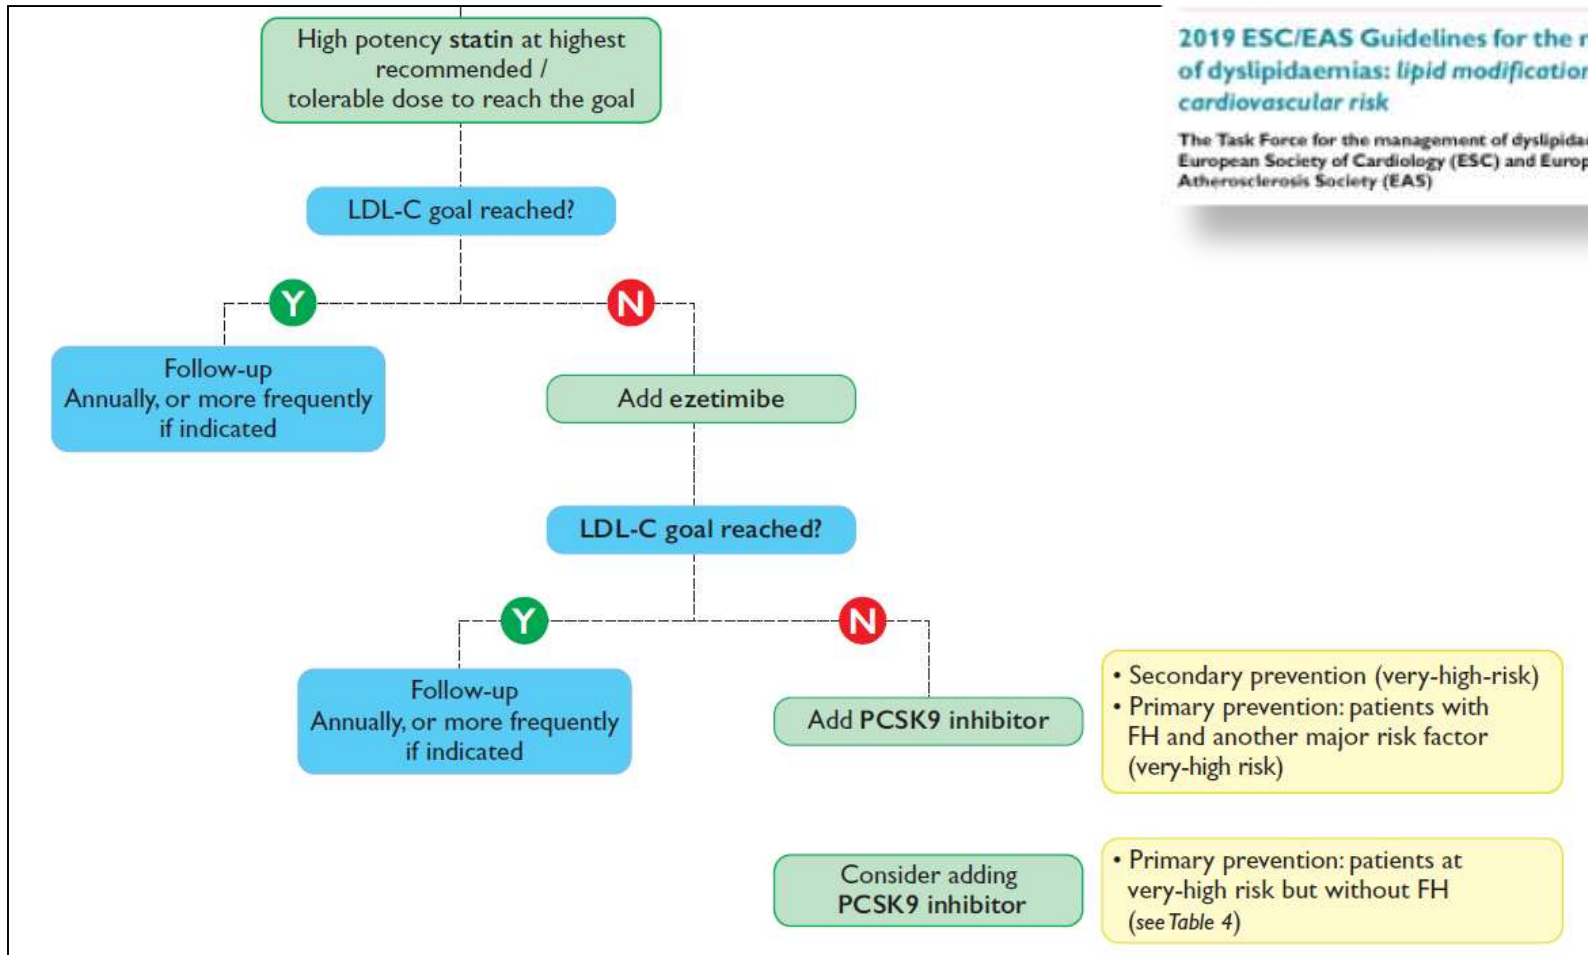 High potency statin at highest
recommended /
tolerable dose to reach the goal
2019 ESC/EAS Guidelines for the
of dyslipidaemias: lipid modification
cardiovascular risk
The Task Force for the management of
European Society of Cardiology (ESC) and
Atherosclerosis Society (EAS)
LDL-C goal reached?
Y
N
Follow-up
Annually, or more frequently
if indicated
Add ezetimibe
LDL-C goal reached?
Y
N
Follow-up
Annually, or more frequently
if indicated
Add PCSK9 inhibitor
• Secondary prevention (very-high-risk)
• Primary prevention: patients with
FH and another major risk factor
(very-high risk)
Consider adding
PCSK9 inhibitor
• Primary prevention: patients at
very-high risk but without FH
(see Table 4)